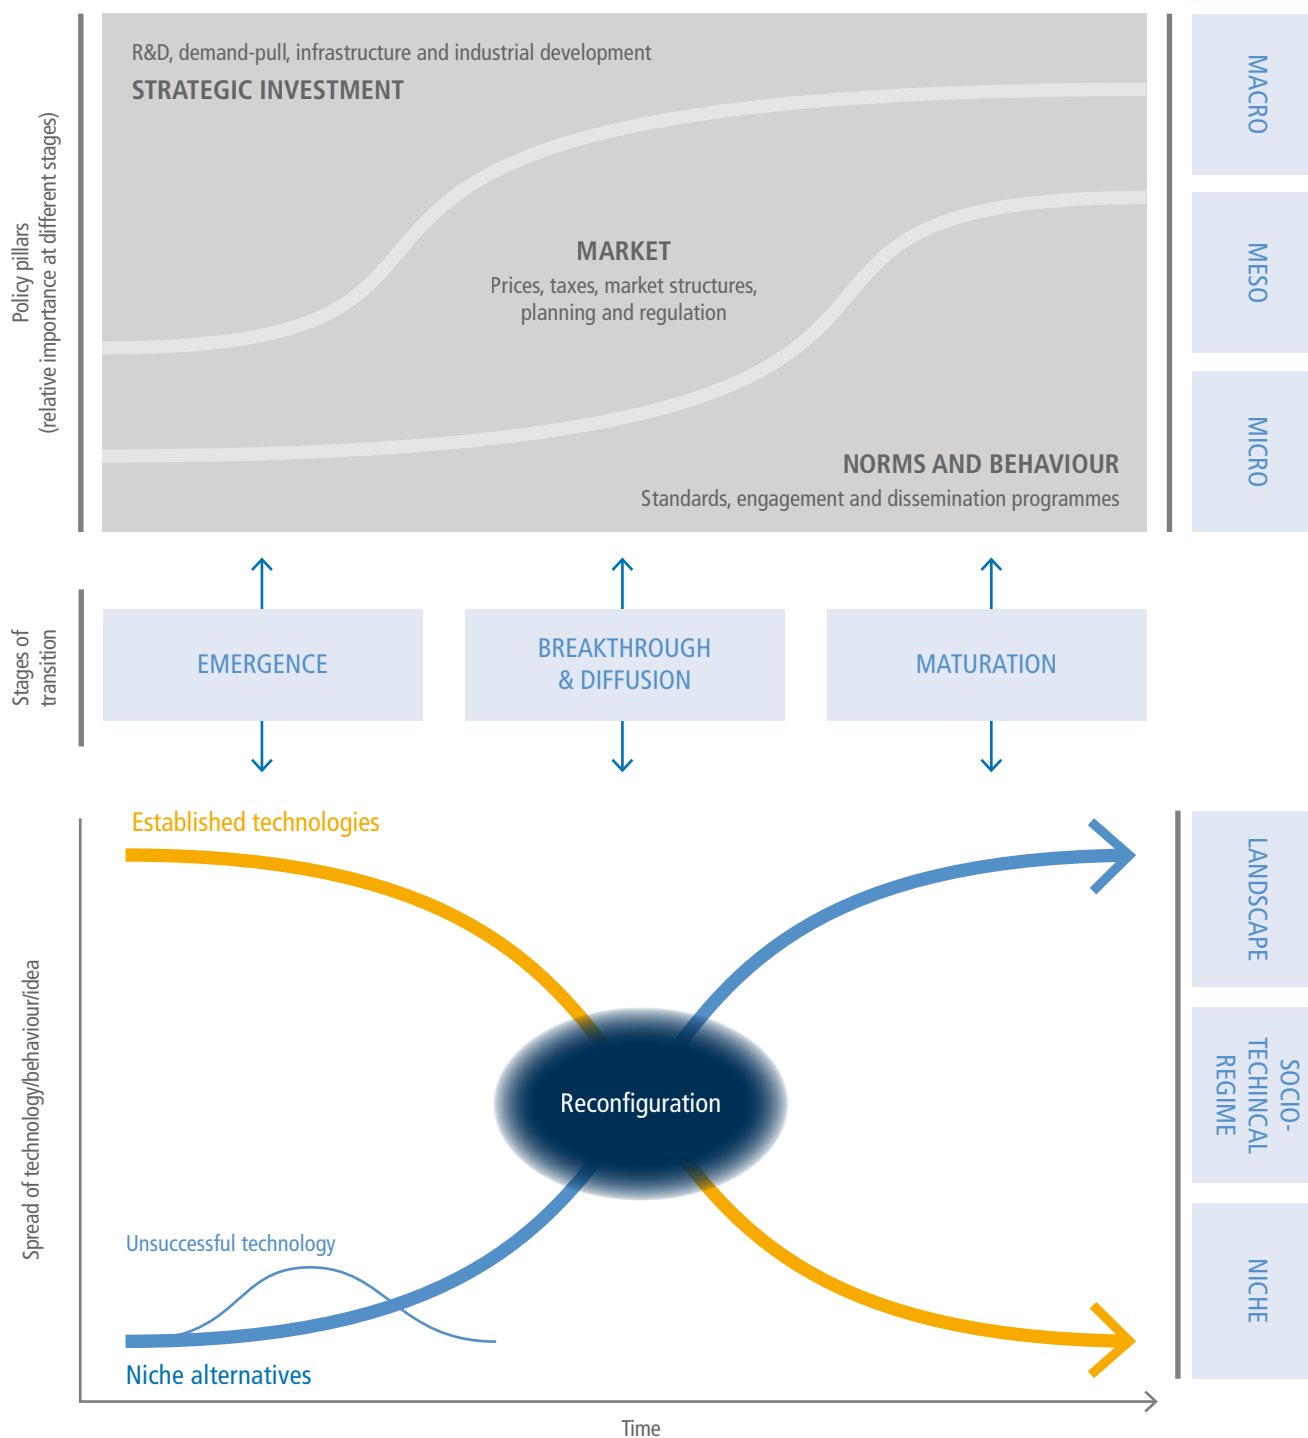 R&D, demand-pull, infrastructure and industrial development
STRATEGIC INVESTMENT
Policy pillars
(relative importance at different stages)
MARKET
Prices, taxes, market structures,
planning and regulation
NORMS AND BEHAVIOUR
Standards, engagement and dissemination programmes
MACRO
MESO
MICRO
Stages of
transition
EMERGENCE
BREAKTHROUGH
& DIFFUSION
MATURATION
Spread of technology/behaviour/idea
Established technologies
Reconfiguration
Unsuccessful technology
Niche alternatives
Time
LANDSCAPE
SOCIO-
TECHINCAL
REGIME
NICHE